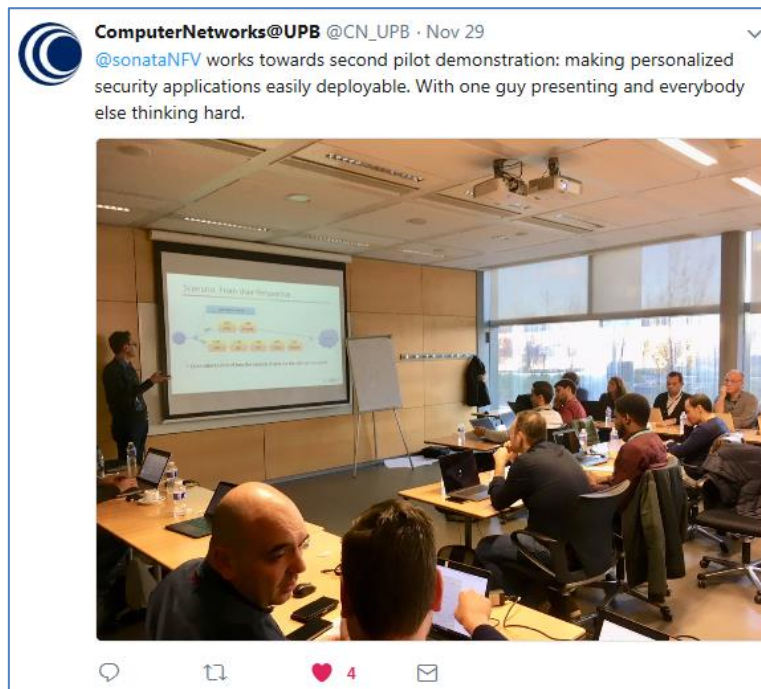 ComputerNetworks@UPB @CN_UPB · Nov 29
@sonataNFV works towards second pilot demonstration: making personalized
security applications easily deployable. With one guy presenting and everybody
else thinking hard.
Scenario: From User Perspective
4